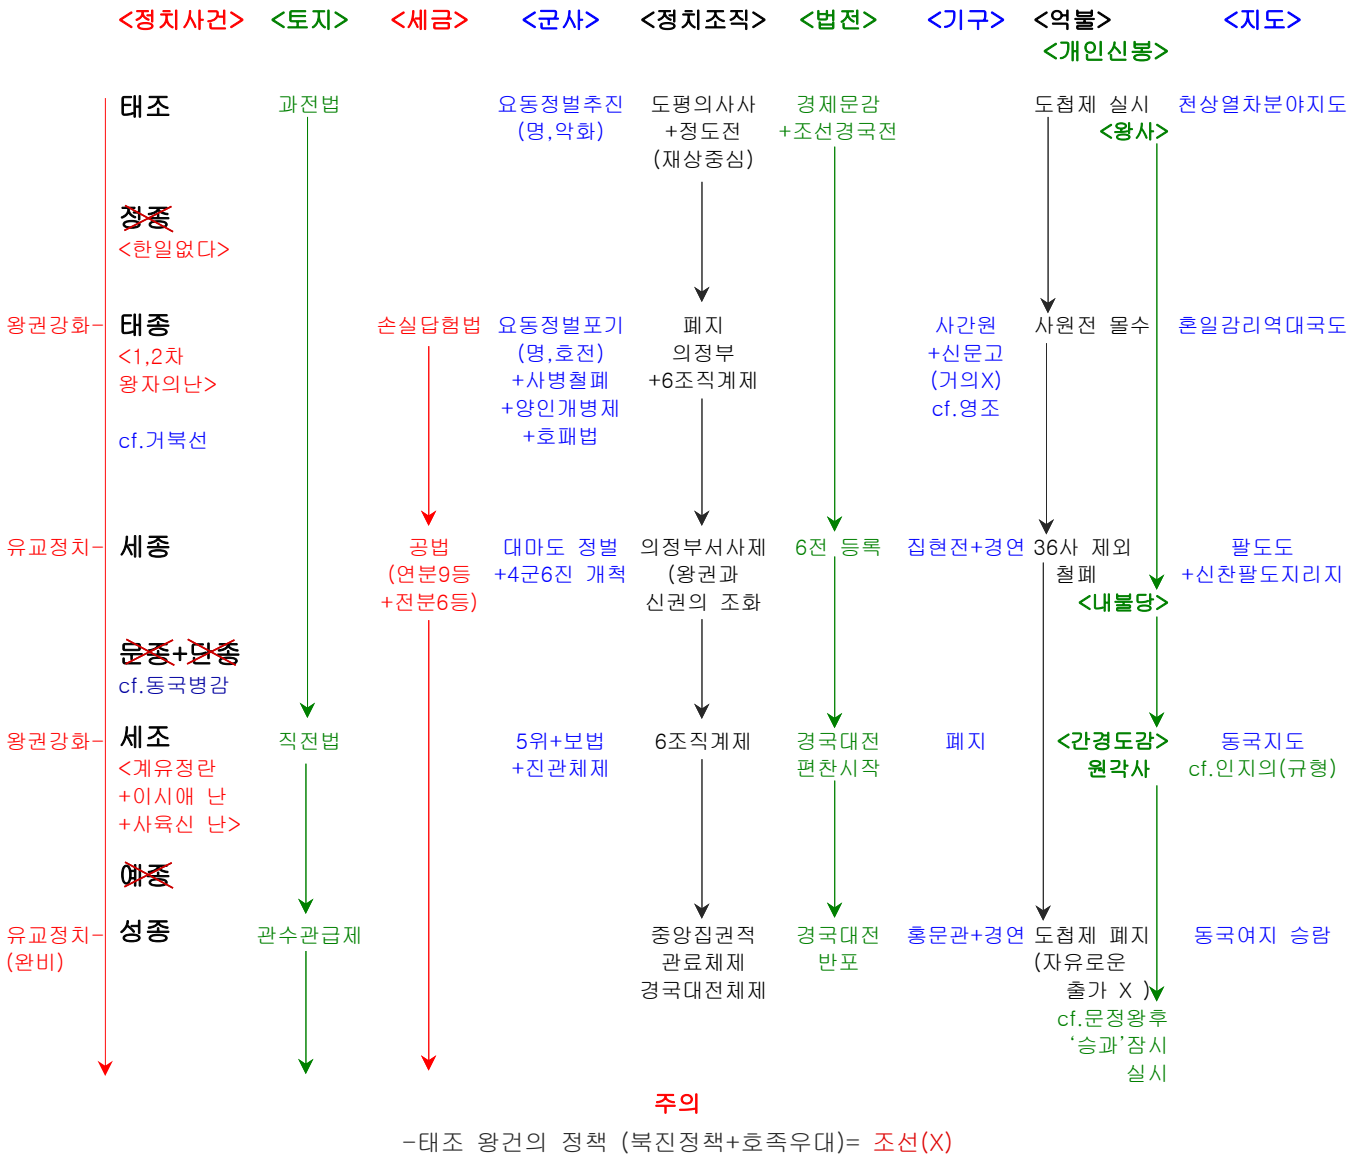 <정치사건> <토지> <세금> <군사> <정치조직> <법전> <기구> <억불> <지도>
<개인신봉>
태조 과전법 요동정벌추진 도평의사사 경제문감 도첩제 실시 천상열차분야지도
(명,악화) +정도전 +조선경국전 <왕사>
(재상중심)
정종
<한일없다>
왕권강화- 태종 손실답험법 요동정벌포기 폐지 사간원 사원전 몰수 혼일감리역대국도
<1,2차 (명,호전) 의정부 +신문고
왕자의난> +사병철폐 +6조직계제 (거의X)
+양인개병제 cf.영조
cf.거북선 +호패법
유교정치- 세종 공법 대마도 정벌 의정부서사제 6전 등록 집현전+경연 36사 제외 팔도도
(연분9등 +4군6진 개척 (왕권과 철폐 +신찬팔도지리지
+전분6등) 신권의 조화 <내불당>
문종+단종
cf.동국병감
왕권강화- 세조 직전법 5위+보법 6조직계제 경국대전 폐지 <간경도감> 동국지도
<계유정란 +진관체제 편찬시작 원각사 cf.인지의(규형)
+이시애 난
+사육신 난>
예종
유교정치- 성종 관수관급제 중앙집권적 경국대전 홍문관+경연 도첩제 폐지 동국여지 승람
(완비) 관료체제 반포 (자유로운
경국대전체제 출가 X )
cf.문정왕후
‘승과’잠시
실시
주의
-태조 왕건의 정책 (북진정책+호족우대)= 조선(X)